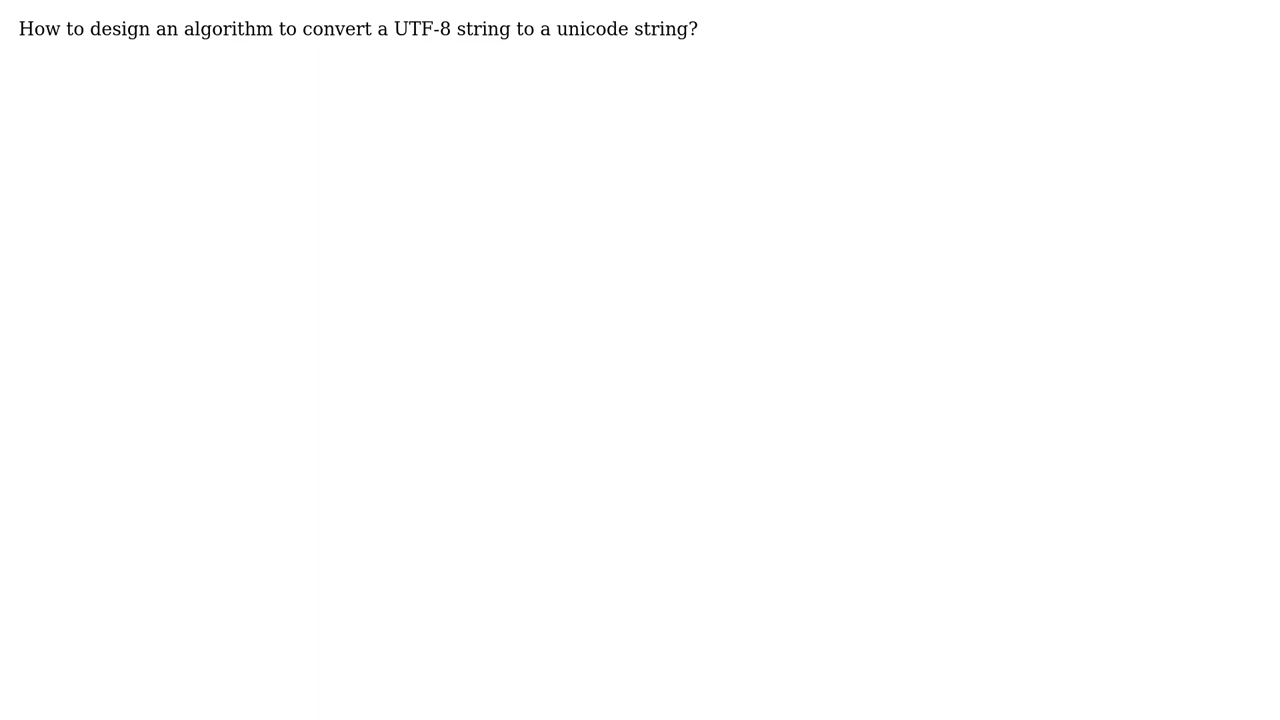 How to design an algorithm to convert a UTF-8 string to a unicode string?